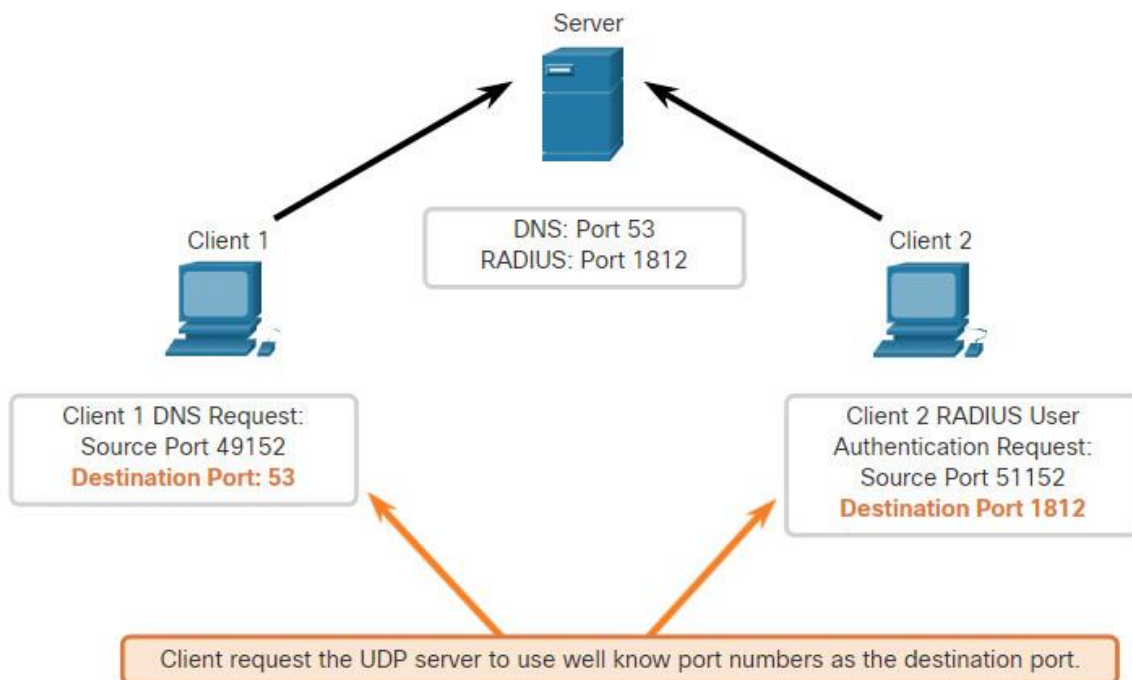 Server
Client 1
DNS: Port 53
RADIUS: Port 1812
Client 2
Client 1 DNS Request:
Source Port 49152
Destination Port: 53
Client 2 RADIUS User
Authentication Request:
Source Port 51152
Destination Port 1812
Client request the UDP server to use well know port numbers as the destination port.